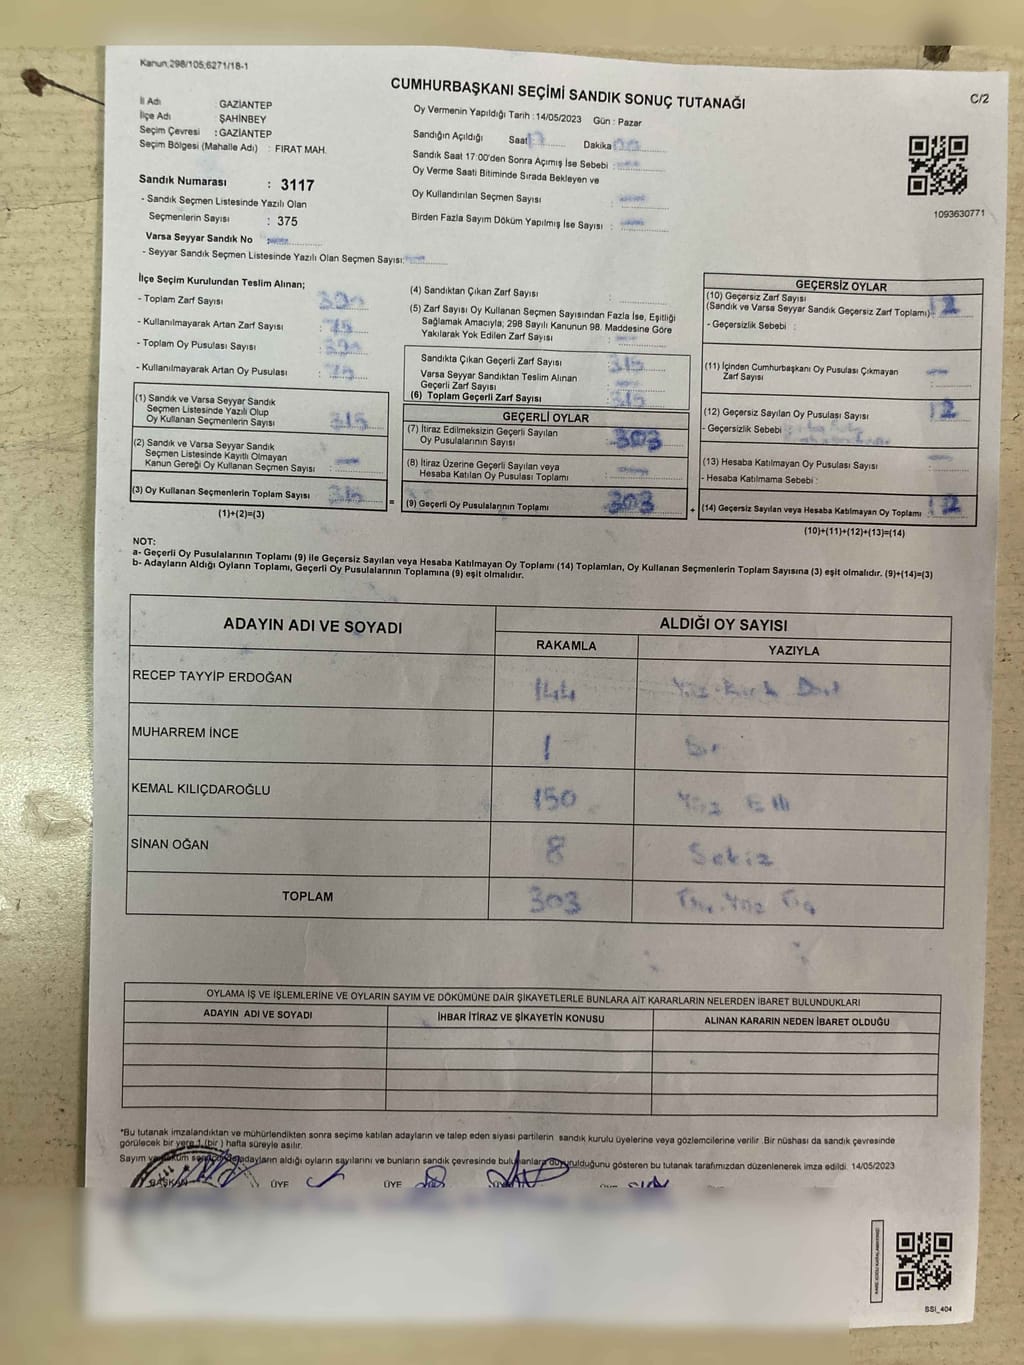 Kanun,298/105,6271/18-1
CUMHURBAŞKANI SEÇİMİ SANDIK SONUÇ TUTANAĞI
C/2
İl Adı : GAZİANTEP
İlçe Adı : ŞAHİNBEY
Seçim Çevresi : GAZİANTEP
Seçim Bölgesi (Mahalle Adı) : FIRAT MAH.
Sandık Numarası : 3117
- Sandık Seçmen Listesinde Yazılı Olan
Seçmenlerin Sayısı : 375
Varsa Seyyar Sandık No
- Seyyar Sandık Seçmen Listesinde Yazılı Olan Seçmen Sayısı:
Oy Vermenin Yapıldığı Tarih : 14/05/2023 Gün : Pazar
Sandığın Açıldığı Saat 17 Dakika 00
Sandık Saat 17:00'den Sonra Açımış İse Sebebi :
Oy Verme Saati Bitiminde Sırada Bekleyen ve
Oy Kullandırılan Seçmen Sayısı :
Birden Fazla Sayım Döküm Yapılmış İse Sayısı :
1093630771
İlçe Seçim Kurulundan Teslim Alınan;
- Toplam Zarf Sayısı : 390
- Kullanılmayarak Artan Zarf Sayısı : 75
- Toplam Oy Pusulası Sayısı : 390
- Kullanılmayarak Artan Oy Pusulası : 75
(1) Sandık ve Varsa Seyyar Sandık
Seçmen Listesinde Yazılı Olup
Oy Kullanan Seçmenlerin Sayısı : 315
(2) Sandık ve Varsa Seyyar Sandık
Seçmen Listesinde Kayıtlı Olmayan
Kanun Gereği Oy Kullanan Seçmen Sayısı :
(3) Oy Kullanan Seçmenlerin Toplam Sayısı : 315
(1)+(2)=(3)
(4) Sandıktan Çıkan Zarf Sayısı :
(5) Zarf Sayısı Oy Kullanan Seçmen Sayısından Fazla İse, Eşitliği
Sağlamak Amacıyla; 298 Sayılı Kanunun 98. Maddesine Göre
Yakılarak Yok Edilen Zarf Sayısı :
Sandıkta Çıkan Geçerli Zarf Sayısı : 315
Varsa Seyyar Sandıktan Teslim Alınan
Geçerli Zarf Sayısı :
(6) Toplam Geçerli Zarf Sayısı : 315
GEÇERLİ OYLAR
(7) İtiraz Edilmeksizin Geçerli Sayılan
Oy Pusulalarının Sayısı : 303
(8) İtiraz Üzerine Geçerli Sayılan veya
Hesaba Katılan Oy Pusulası Toplamı :
= (9) Geçerli Oy Pusulalarının Toplamı : 303
GEÇERSİZ OYLAR
(10) Geçersiz Zarf Sayısı
(Sandık ve Varsa Seyyar Sandık Geçersiz Zarf Toplamı) : 12
- Geçersizlik Sebebi :
(11) İçinden Cumhurbaşkanı Oy Pusulası Çıkmayan
Zarf Sayısı :
(12) Geçersiz Sayılan Oy Pusulası Sayısı : 12
- Geçersizlik Sebebi
(13) Hesaba Katılmayan Oy Pusulası Sayısı :
- Hesaba Katılmama Sebebi :
+ (14) Geçersiz Sayılan veya Hesaba Katılmayan Oy Toplamı : 12
(10)+(11)+(12)+(13)=(14)
NOT:
a- Geçerli Oy Pusulalarının Toplamı (9) ile Geçersiz Sayılan veya Hesaba Katılmayan Oy Toplamı (14) Toplamları, Oy Kullanan Seçmenlerin Toplam Sayısına (3) eşit olmalıdır. (9)+(14)=(3)
b- Adayların Aldığı Oyların Toplamı, Geçerli Oy Pusulalarının Toplamına (9) eşit olmalıdır.
ADAYIN ADI VE SOYADI ALDIĞI OY SAYISI
RAKAMLA YAZIYLA
RECEP TAYYİP ERDOĞAN 144 Yüz Kırk Dört
MUHARREM İNCE 1 Bir
KEMAL KILIÇDAROĞLU 150 Yüz Elli
SİNAN OĞAN 8 Sekiz
TOPLAM 303 Üçyüz Üç
OYLAMA İŞ VE İŞLEMLERİNE VE OYLARIN SAYIM VE DÖKÜMÜNE DAİR ŞİKAYETLERLE BUNLARA AİT KARARLARIN NELERDEN İBARET BULUNDUKLARI
ADAYIN ADI VE SOYADI İHBAR İTİRAZ VE ŞİKAYETİN KONUSU ALINAN KARARIN NEDEN İBARET OLDUĞU
*Bu tutanak imzalandıktan ve mühürlendikten sonra seçime katılan adayların ve talep eden siyasi partilerin sandık kurulu üyelerine veya gözlemcilerine verilir .Bir nüshası da sandık çevresinde
görülecek bir yere 1 (bir ) hafta süreyle asılır.
Sayım ve adayların aldığı oyların sayılarını ve bunların sandık çevresinde bulunanlara duyurulduğunu gösteren bu tutanak tarafımızdan düzenlenerek imza edildi. 14/05/2023
BAŞKAN ÜYE ÜYE
SSI_404